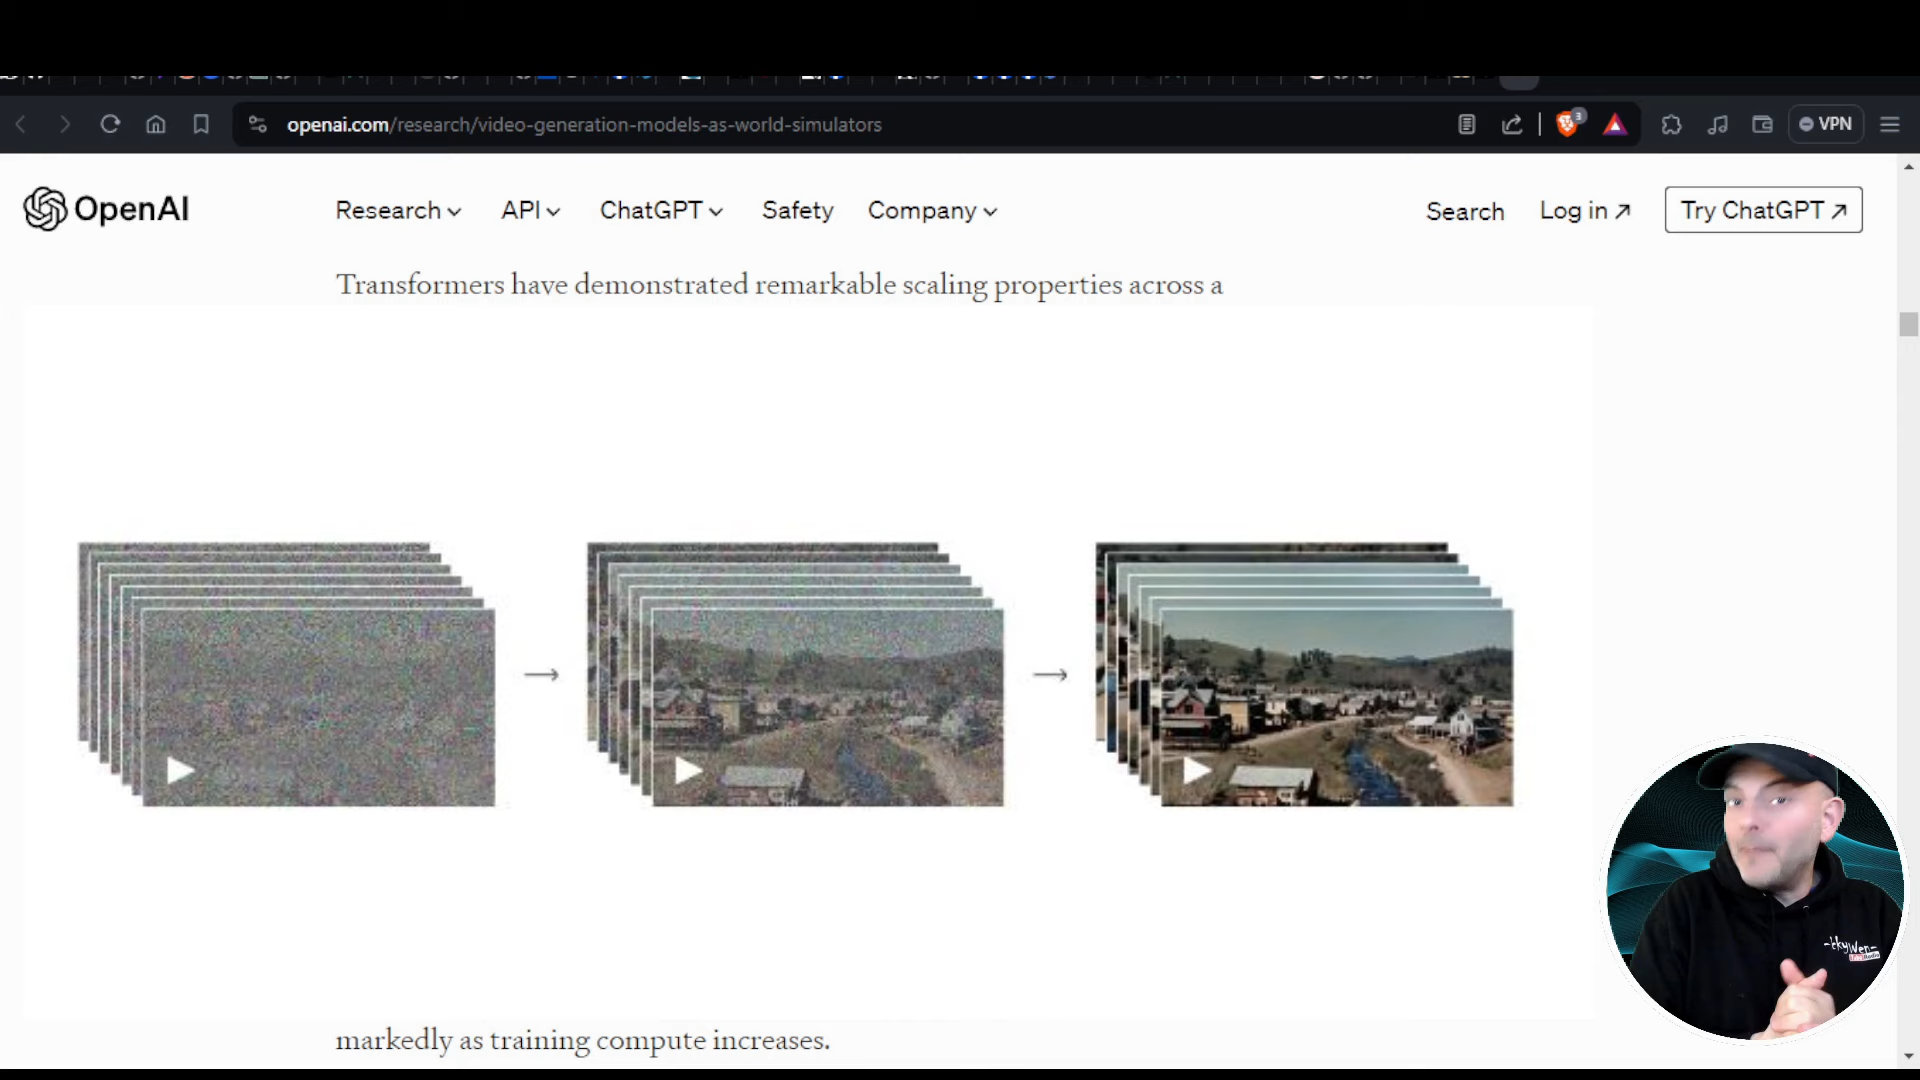 openai.com/research/video-generation-models-as-world-simulators
3
VPN
OpenAI
Research API ChatGPT Safety Company Search Log in Try ChatGPT
Transformers have demonstrated remarkable scaling properties across a
markedly as training compute increases.